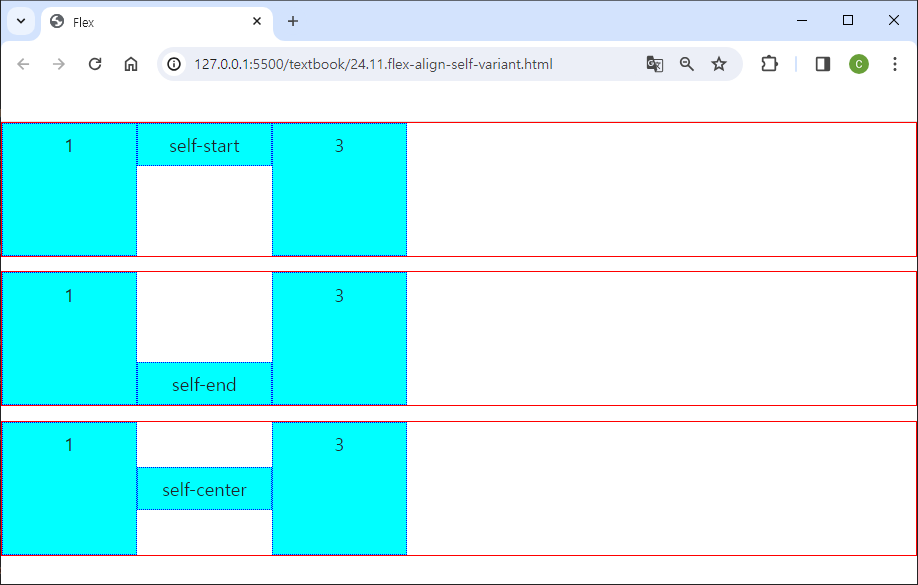 Flex
127.0.0.1:5500/textbook/24.11.flex-align-self-variant.html
C
1 self-start 3
1 3
self-end
1 3
self-center